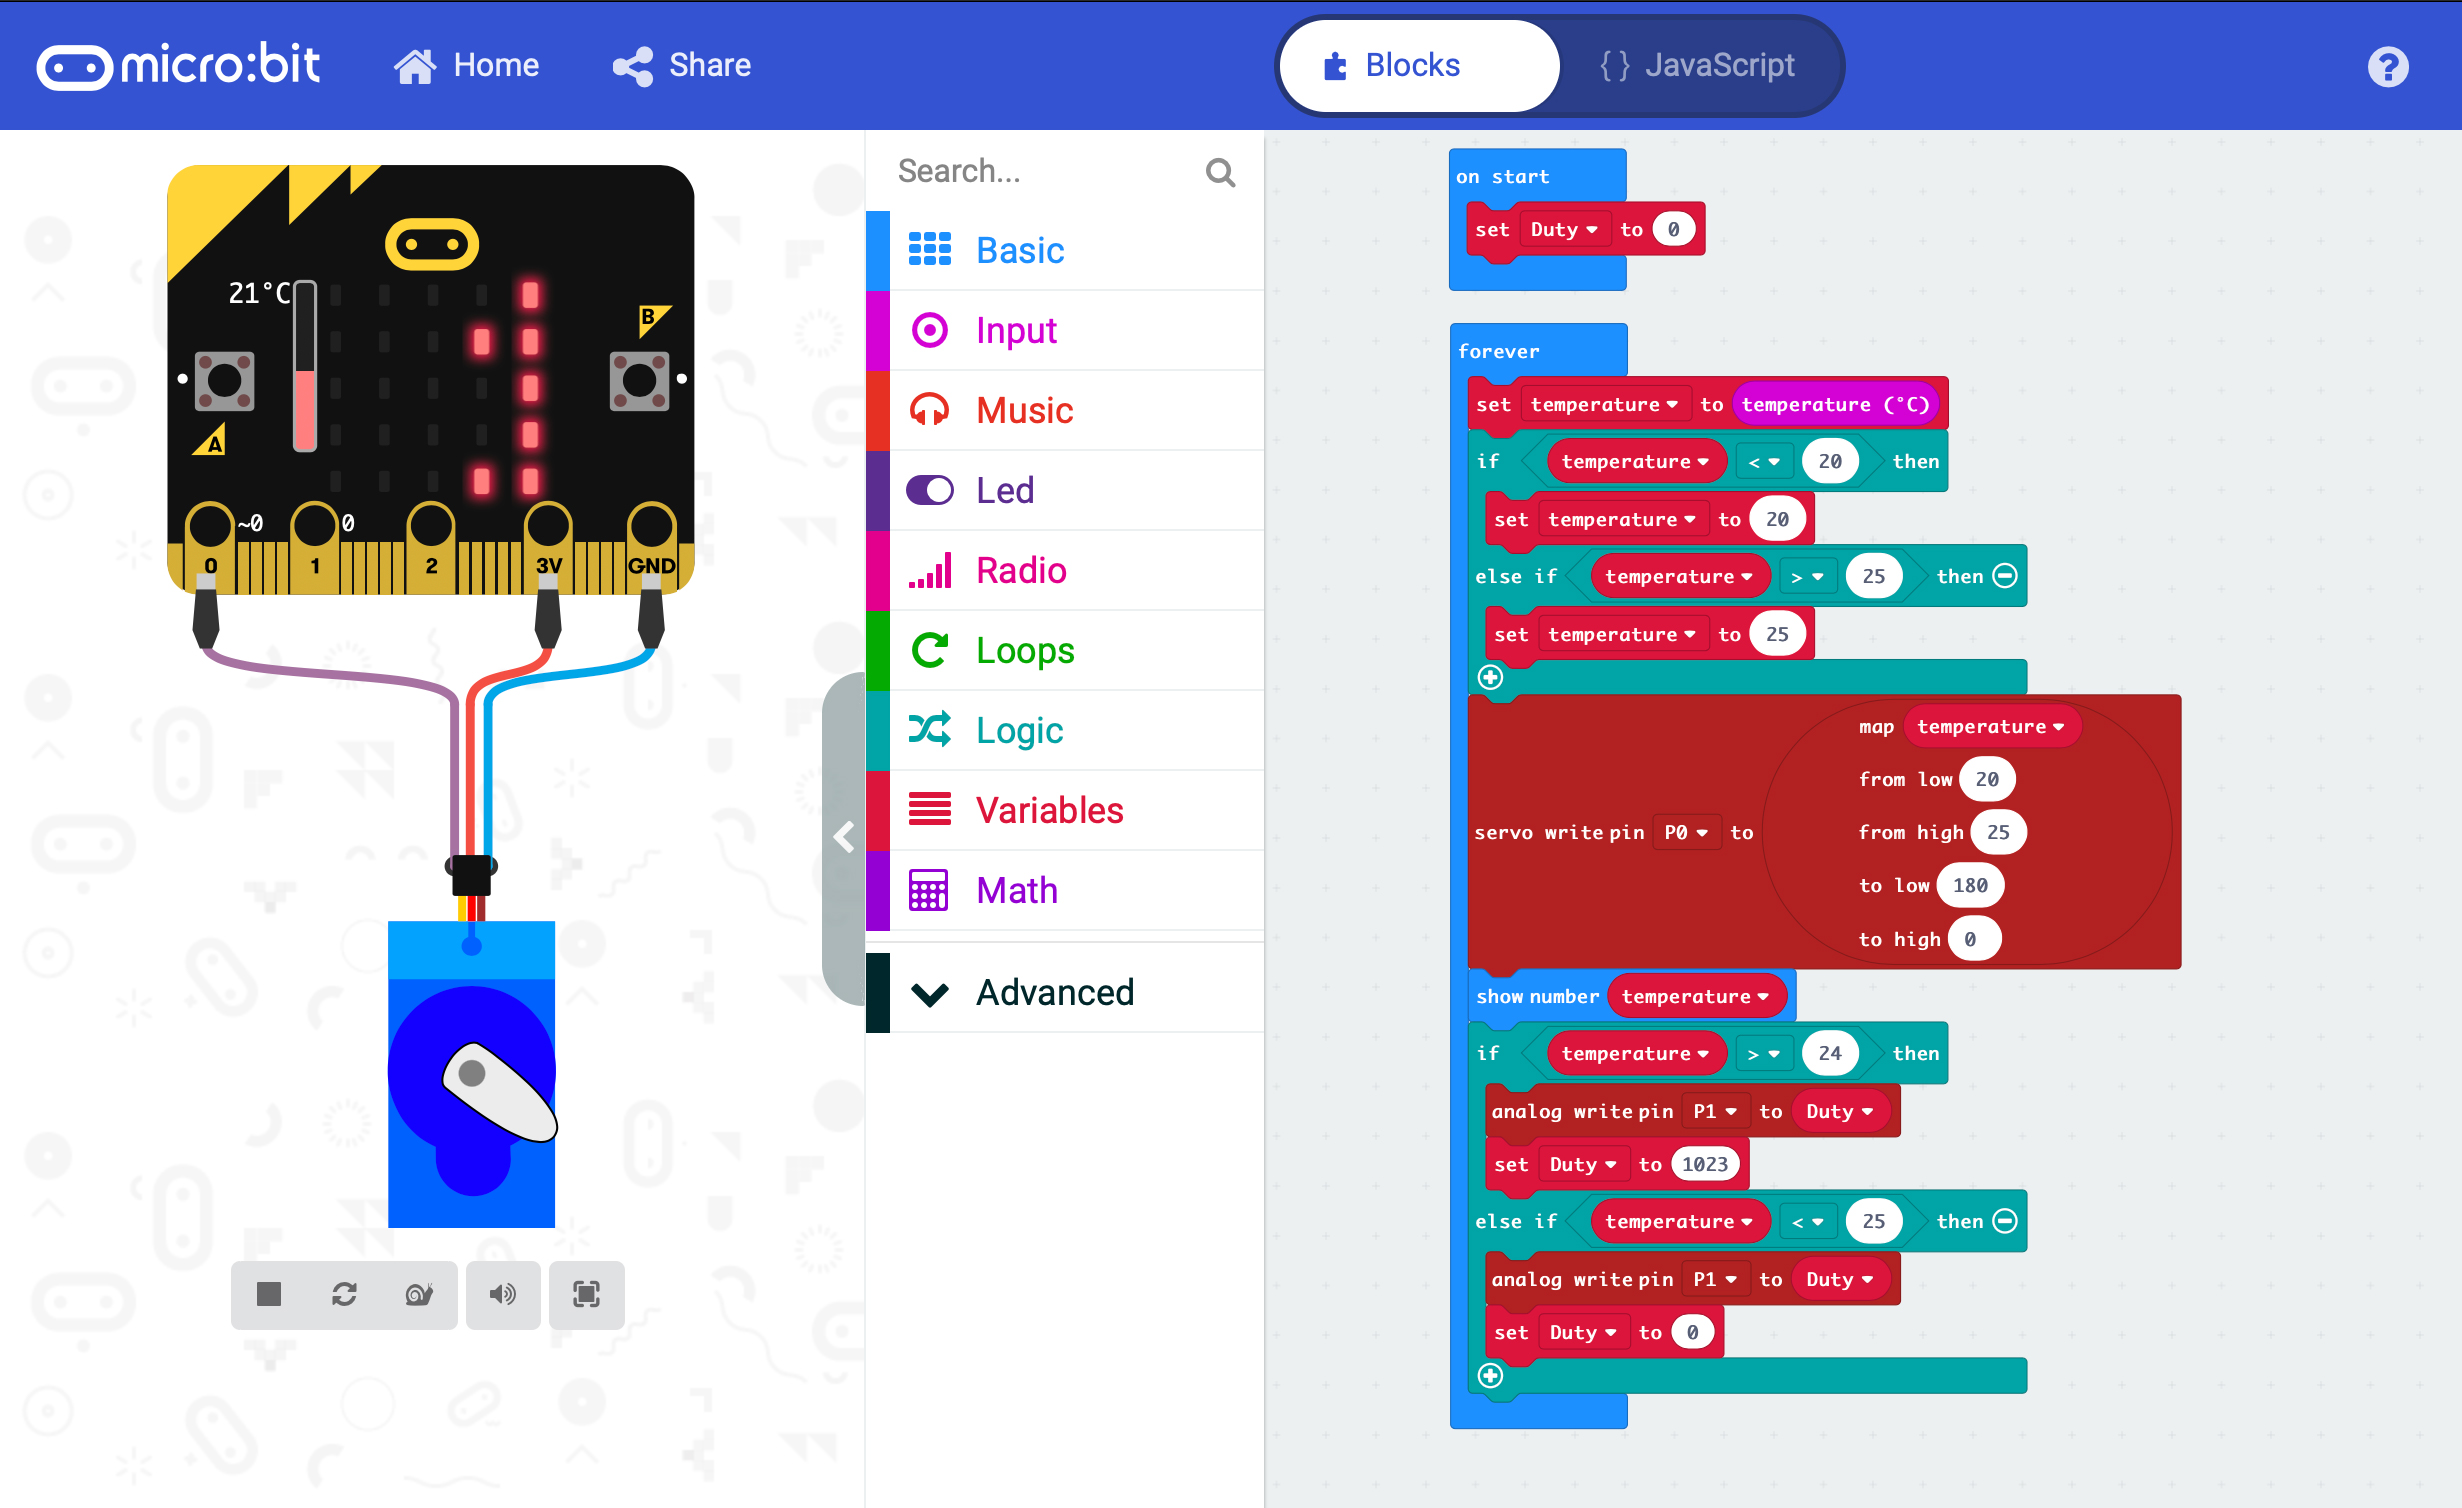 micro:bit
Home
Share
Blocks
{ } JavaScript
?
21°C
B
A
~0
0
0
1
2
3V
GND
Search...
Basic
Input
Music
Led
Radio
Loops
Logic
Variables
Math
Advanced
on start
set Duty to 0
forever
set temperature to temperature (°C)
if temperature < 20 then
set temperature to 20
else if temperature > 25 then
set temperature to 25
map temperature
from low 20
servo write pin P0 to
from high 25
to low 180
to high 0
show number temperature
if temperature > 24 then
analog write pin P1 to Duty
set Duty to 1023
else if temperature < 25 then
analog write pin P1 to Duty
set Duty to 0